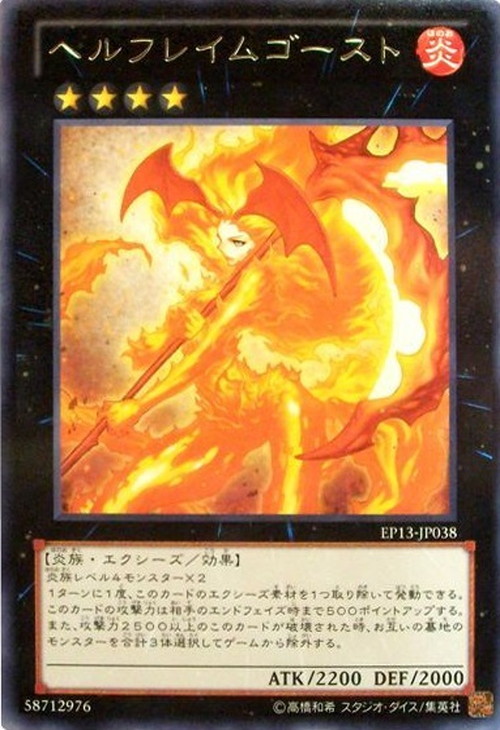 ヘルフレイムゴースト
炎
EP13-JP038
【炎族・エクシーズ/効果】
炎族レベル4モンスター×2
1ターンに1度、このカードのエクシーズ素材を1つ取り除いて発動できる。
このカードの攻撃力は相手のエンドフェイズ時まで500ポイントアップする。
また、攻撃力2500以上のこのカードが破壊された時、お互いの墓地の
モンスターを合計3体選択してゲームから除外する。
ATK/2200 DEF/2000
58712976 ©高橋和希 スタジオ・ダイス/集英社